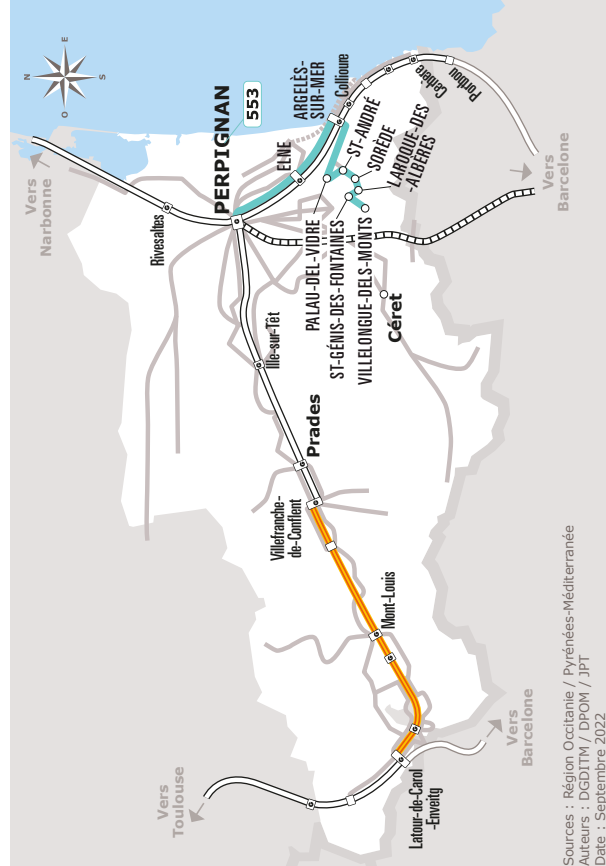 N
E
S
O
Vers
Narbonne
Rivesaltes
PERPIGNAN
553
ELNE
ARGELÈS-
SUR-MER
Collioure
Cerbère
Portbou
ST-ANDRÉ
SORÈDE
LAROQUE-DES
-ALBÈRES
PALAU-DEL-VIDRE
ST-GÉNIS-DES-FONTAINES
VILLELONGUE-DELS-MONTS
Céret
Vers
Barcelone
Ille-sur-Têt
Prades
Villefranche-
de-Conflent
Mont-Louis
Latour-de-Carol
-Enveitg
Vers
Toulouse
Vers
Barcelone
Sources : Région Occitanie / Pyrénées-Méditerranée
Auteurs : DGDITM / DPOM / JPT
Date : Septembre 2022